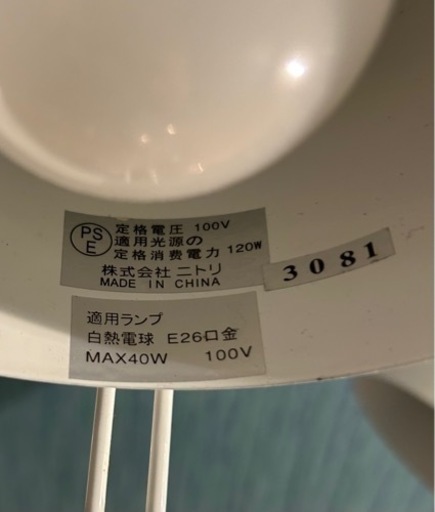 PS
E
定格電圧 100V
適用光源の
定格消費電力 120W
株式会社 ニトリ
MADE IN CHINA
3081
適用ランプ
白熱電球 E26口金
MAX40W 100V